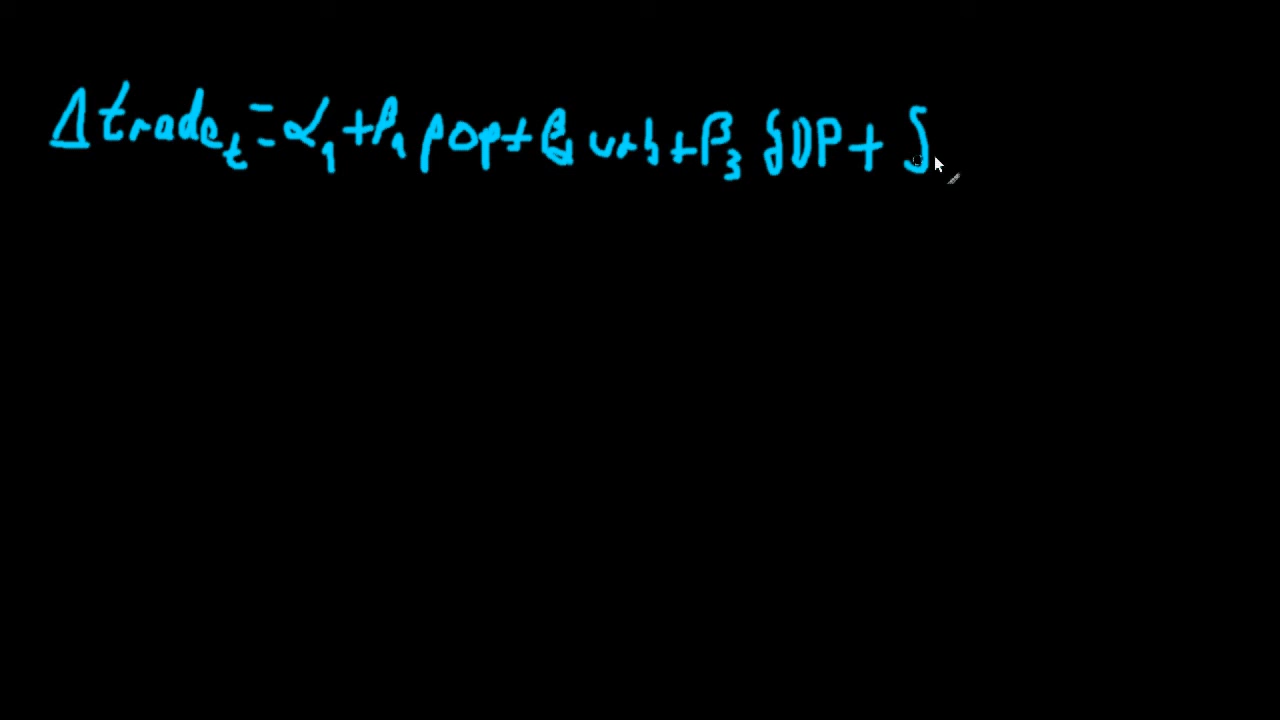 Δtrade_t = α_1 + β_1 pop + β_2 urb + β_3 GDP +